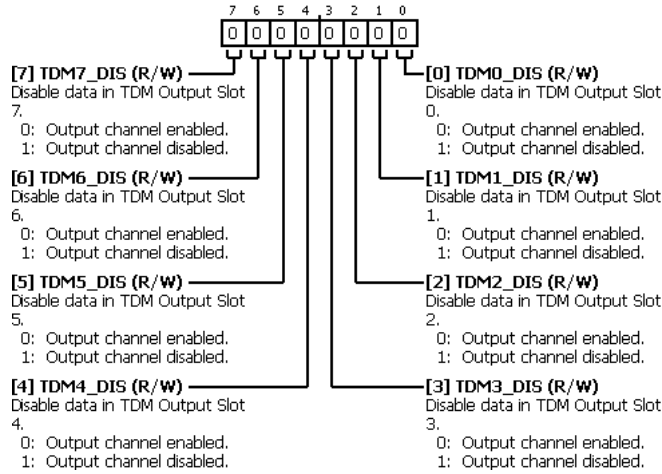 7 6 5 4 3 2 1 0
0 0 0 0 0 0 0 0
[7] TDM7_DIS (R/W)
Disable data in TDM Output Slot
7.
0: Output channel enabled.
1: Output channel disabled.
[6] TDM6_DIS (R/W)
Disable data in TDM Output Slot
6.
0: Output channel enabled.
1: Output channel disabled.
[5] TDM5_DIS (R/W)
Disable data in TDM Output Slot
5.
0: Output channel enabled.
1: Output channel disabled.
[4] TDM4_DIS (R/W)
Disable data in TDM Output Slot
4.
0: Output channel enabled.
1: Output channel disabled.
[0] TDM0_DIS (R/W)
Disable data in TDM Output Slot
0.
0: Output channel enabled.
1: Output channel disabled.
[1] TDM1_DIS (R/W)
Disable data in TDM Output Slot
1.
0: Output channel enabled.
1: Output channel disabled.
[2] TDM2_DIS (R/W)
Disable data in TDM Output Slot
2.
0: Output channel enabled.
1: Output channel disabled.
[3] TDM3_DIS (R/W)
Disable data in TDM Output Slot
3.
0: Output channel enabled.
1: Output channel disabled.